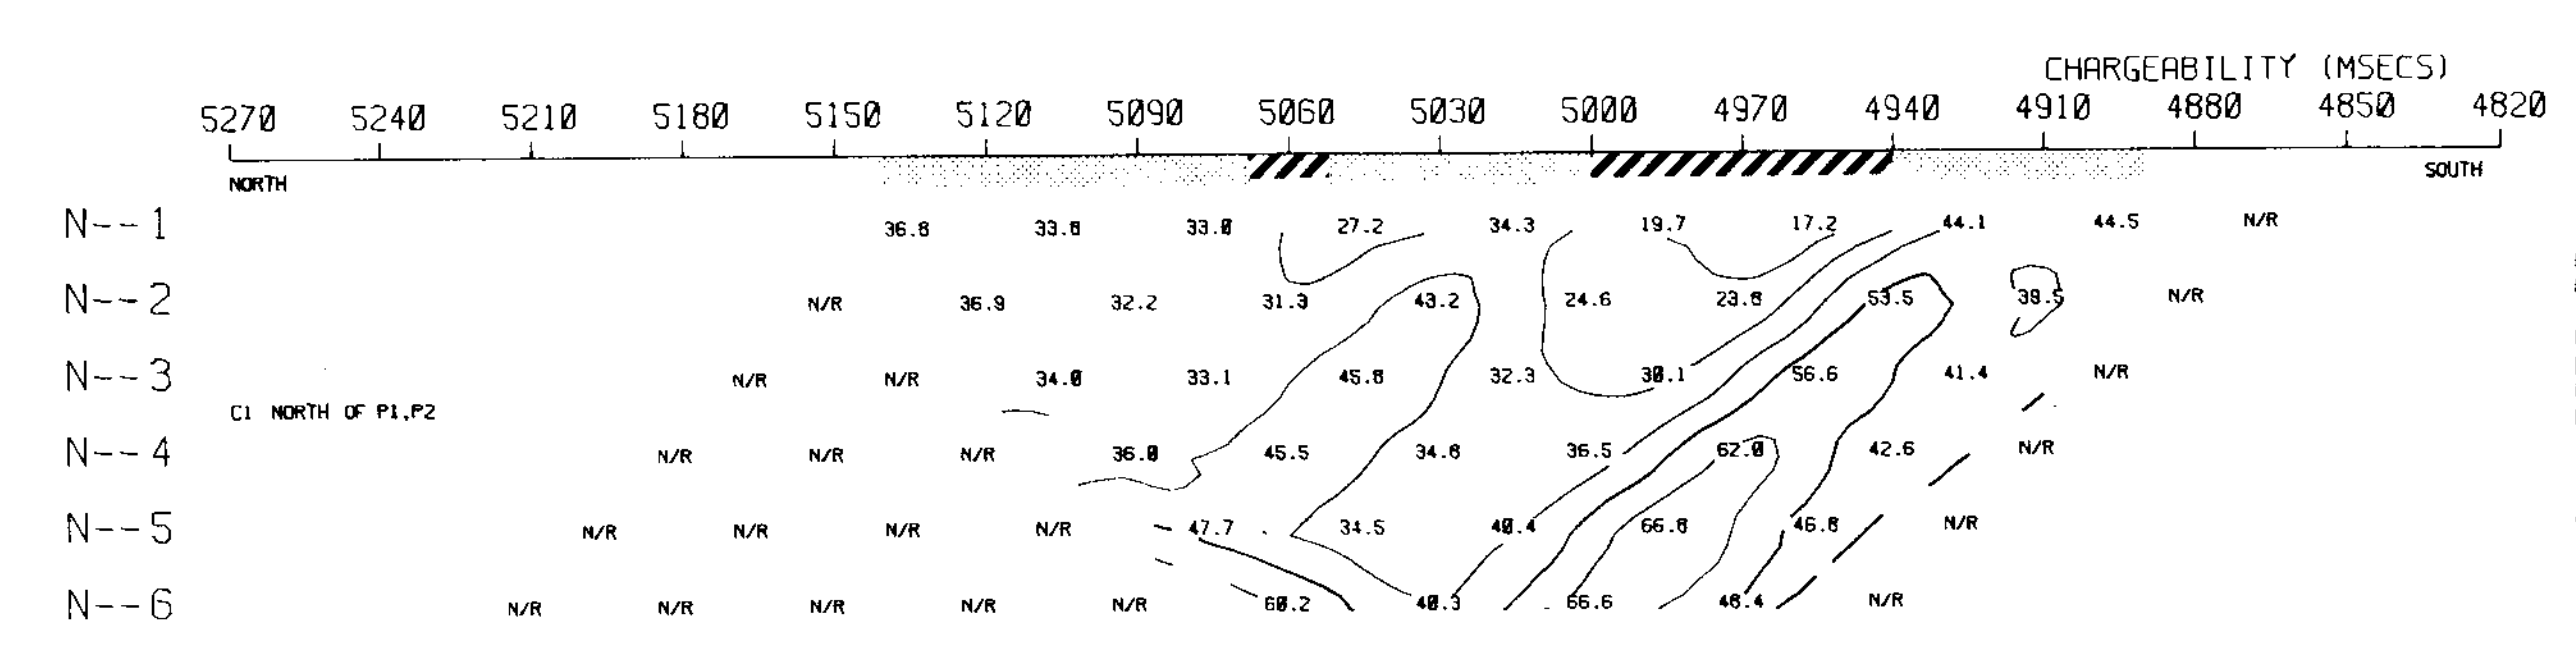 CHARGEABILITY (MSECS)
5270 5240 5210 5180 5150 5120 5090 5060 5030 5000 4970 4940 4910 4880 4850 4820
NORTH SOUTH
N--1 36.8 33.8 33.0 27.2 34.3 19.7 17.2 44.1 44.5 N/R
N--2 N/R 36.9 32.2 31.3 43.2 24.6 23.8 53.5 39.5 N/R
N--3 N/R N/R 34.0 33.1 45.8 32.3 30.1 56.6 41.4 N/R
C1 NORTH OF P1,P2
N--4 N/R N/R N/R 36.0 45.5 34.8 36.5 62.0 42.6 N/R
N--5 N/R N/R N/R N/R 47.7 34.5 40.4 66.8 46.8 N/R
N--6 N/R N/R N/R N/R N/R 60.2 40.3 66.6 48.4 N/R